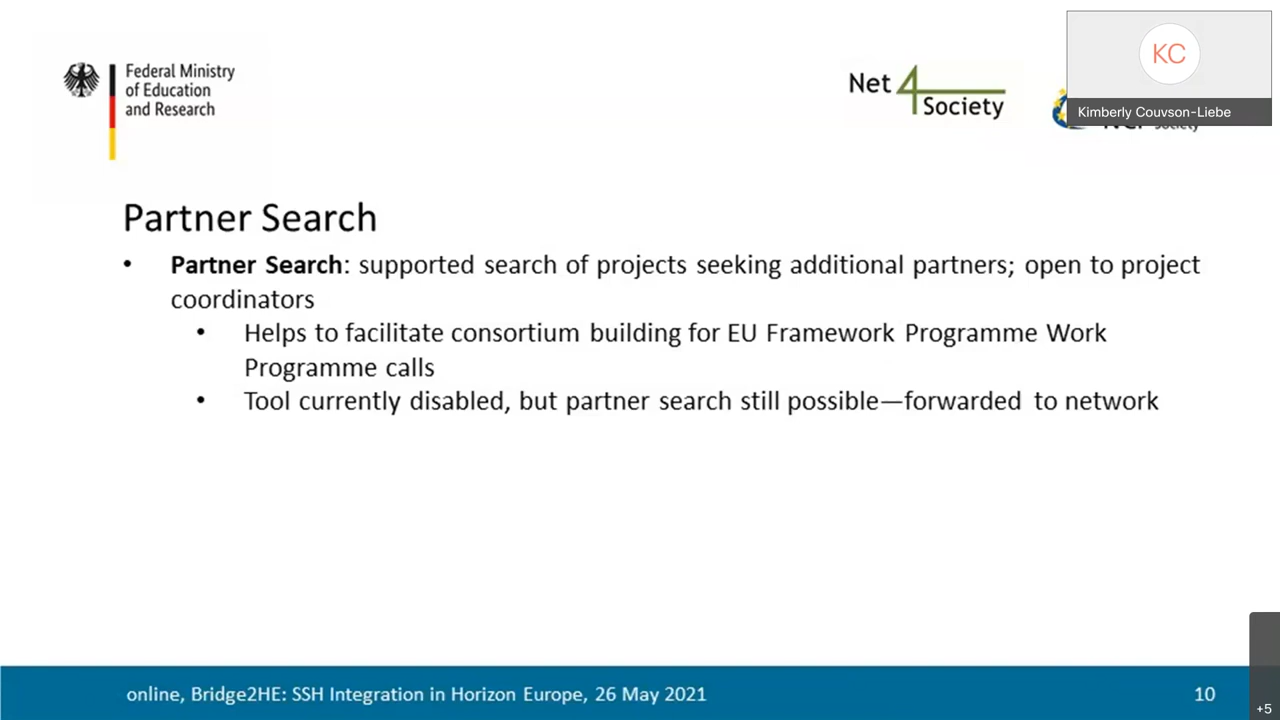 Federal Ministry
of Education
and Research
Net
4
Society
KC
Kimberly Couvson-Liebe
Society
Partner Search
• Partner Search: supported search of projects seeking additional partners; open to project
coordinators
• Helps to facilitate consortium building for EU Framework Programme Work
Programme calls
• Tool currently disabled, but partner search still possible—forwarded to network
online, Bridge2HE: SSH Integration in Horizon Europe, 26 May 2021
10
+5